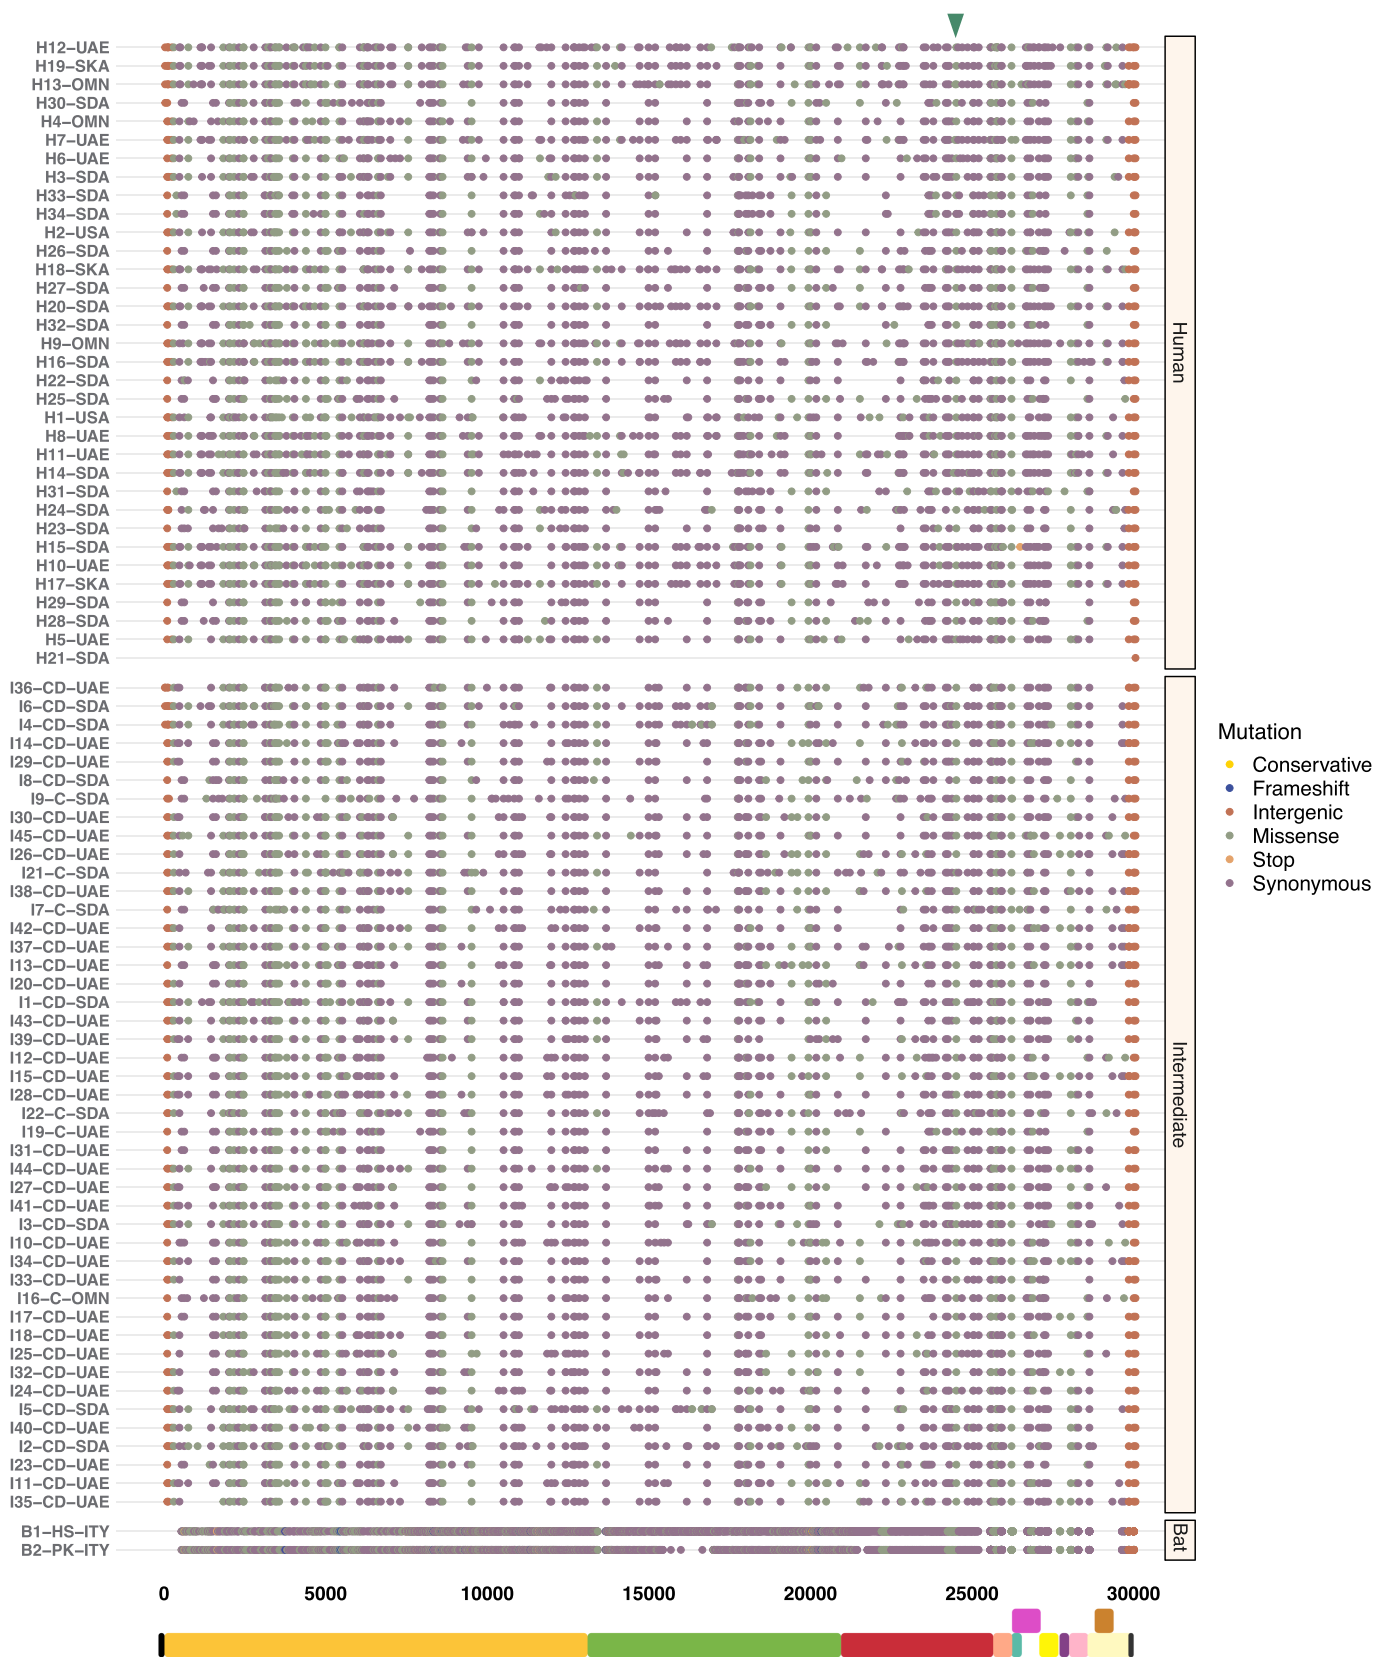 H12–UAE
H19–SKA
H13–OMN
H30–SDA
H4–OMN
H7–UAE
H6–UAE
H3–SDA
H33–SDA
H34–SDA
H2–USA
H26–SDA
H18–SKA
H27–SDA
H20–SDA
H32–SDA
H9–OMN
H16–SDA
H22–SDA
H25–SDA
H1–USA
H8–UAE
H11–UAE
H14–SDA
H31–SDA
H24–SDA
H23–SDA
H15–SDA
H10–UAE
H17–SKA
H29–SDA
H28–SDA
H5–UAE
H21–SDA
Human
I36–CD–UAE
I6–CD–SDA
I4–CD–SDA
I14–CD–UAE
I29–CD–UAE
I8–CD–SDA
I9–C–SDA
I30–CD–UAE
I45–CD–UAE
I26–CD–UAE
I21–C–SDA
I38–CD–UAE
I7–C–SDA
I42–CD–UAE
I37–CD–UAE
I13–CD–UAE
I20–CD–UAE
I1–CD–SDA
I43–CD–UAE
I39–CD–UAE
I12–CD–UAE
I15–CD–UAE
I28–CD–UAE
I22–C–SDA
I19–C–UAE
I31–CD–UAE
I44–CD–UAE
I27–CD–UAE
I41–CD–UAE
I3–CD–SDA
I10–CD–UAE
I34–CD–UAE
I33–CD–UAE
I16–C–OMN
I17–CD–UAE
I18–CD–UAE
I25–CD–UAE
I32–CD–UAE
I24–CD–UAE
I5–CD–SDA
I40–CD–UAE
I2–CD–SDA
I23–CD–UAE
I11–CD–UAE
I35–CD–UAE
Intermediate
B1–HS–ITY
B2–PK–ITY
Bat
0 5000 10000 15000 20000 25000 30000
Mutation
Conservative
Frameshift
Intergenic
Missense
Stop
Synonymous